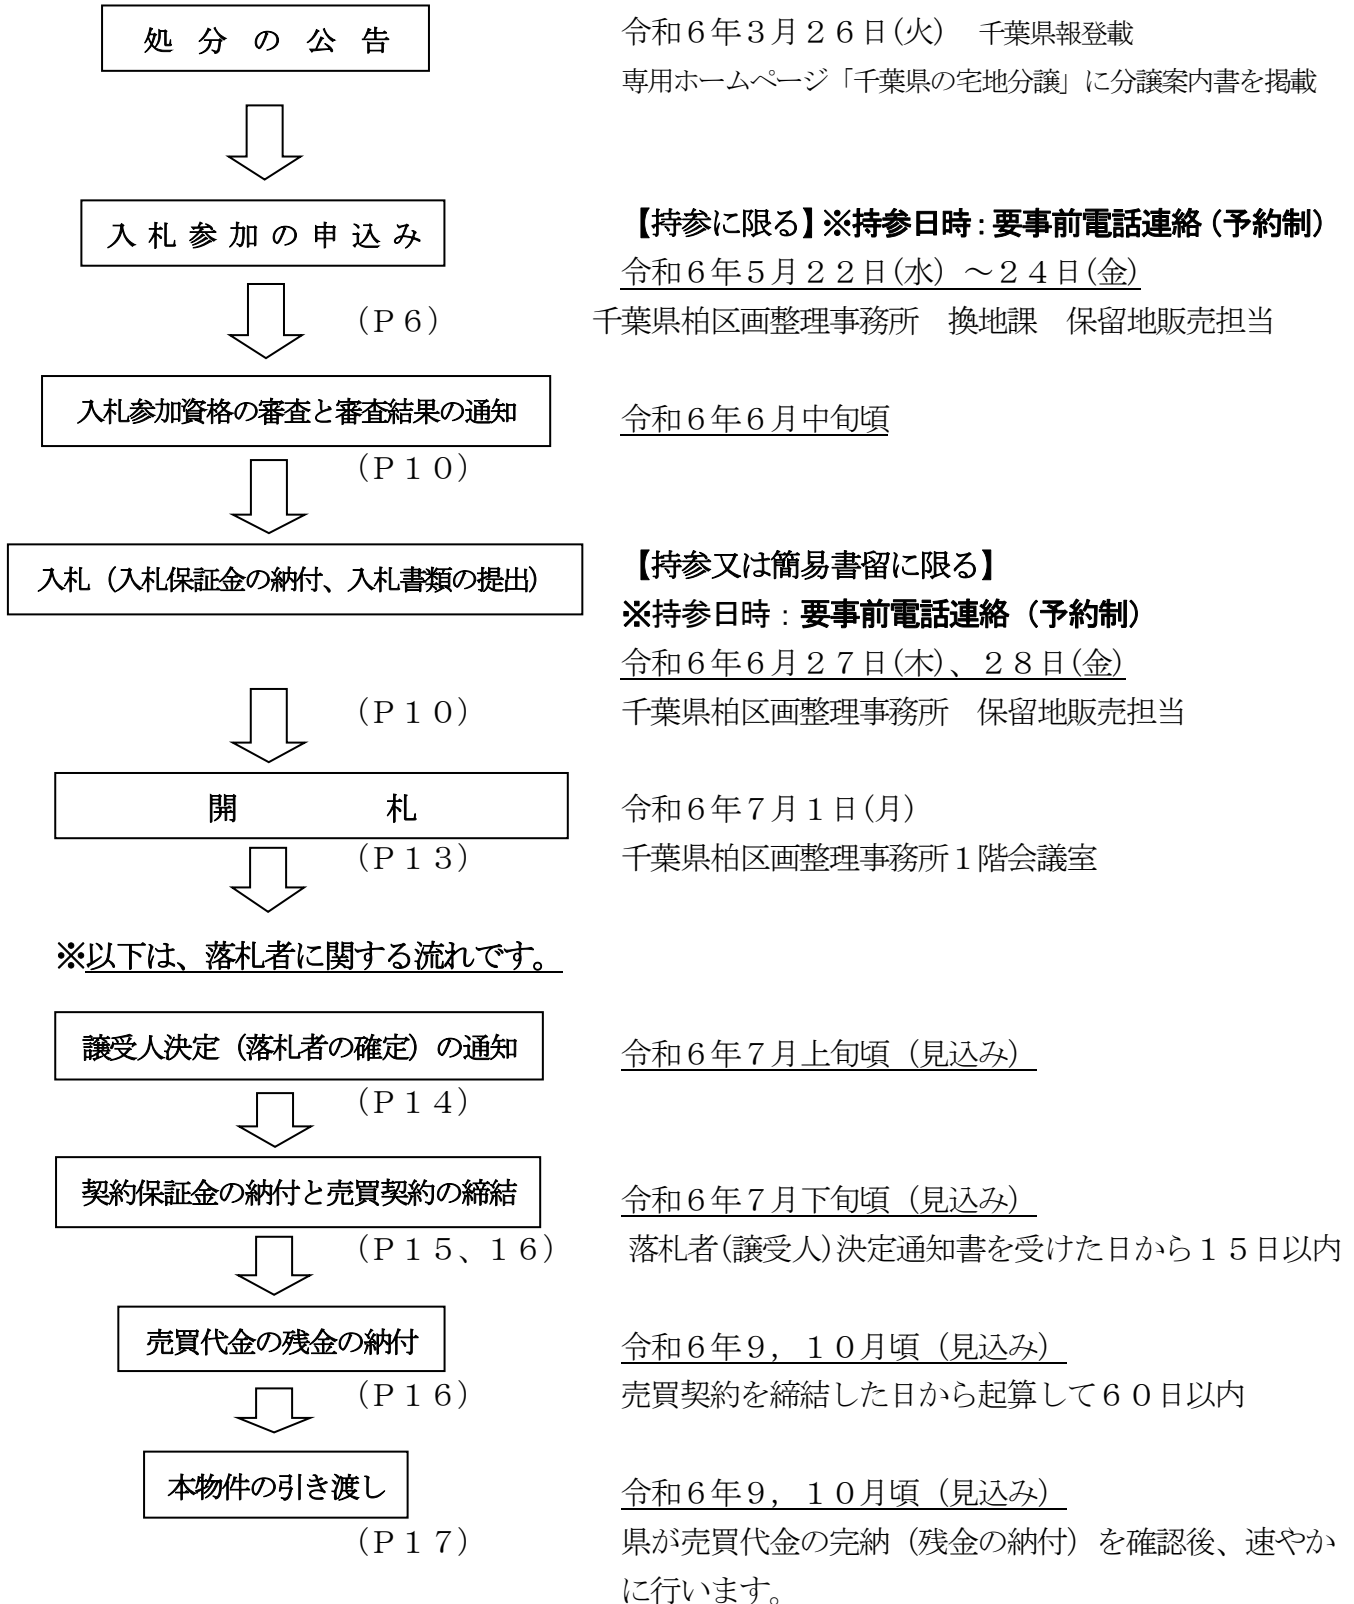 処分の公告
令和６年３月２６日(火)　千葉県報登載
専用ホームページ「千葉県の宅地分譲」に分譲案内書を掲載
入札参加の申込み
【持参に限る】※持参日時：要事前電話連絡（予約制）
令和６年５月２２日(水) ～２４日(金)
（Ｐ６）
千葉県柏区画整理事務所　換地課　保留地販売担当
入札参加資格の審査と審査結果の通知
令和６年６月中旬頃
（Ｐ１０）
入札（入札保証金の納付、入札書類の提出）
【持参又は簡易書留に限る】
※持参日時：要事前電話連絡（予約制）
令和６年６月２７日(木)、２８日(金)
（Ｐ１０）
千葉県柏区画整理事務所　保留地販売担当
開　　　　　札
令和６年７月１日(月)
（Ｐ１３）
千葉県柏区画整理事務所１階会議室
※以下は、落札者に関する流れです。
譲受人決定（落札者の確定）の通知
令和６年７月上旬頃（見込み）
（Ｐ１４）
契約保証金の納付と売買契約の締結
令和６年７月下旬頃（見込み）
（Ｐ１５、１６）
落札者(譲受人)決定通知書を受けた日から１５日以内
売買代金の残金の納付
令和６年９，１０月頃（見込み）
（Ｐ１６）
売買契約を締結した日から起算して６０日以内
本物件の引き渡し
令和６年９，１０月頃（見込み）
（Ｐ１７）
県が売買代金の完納（残金の納付）を確認後、速やか
に行います。